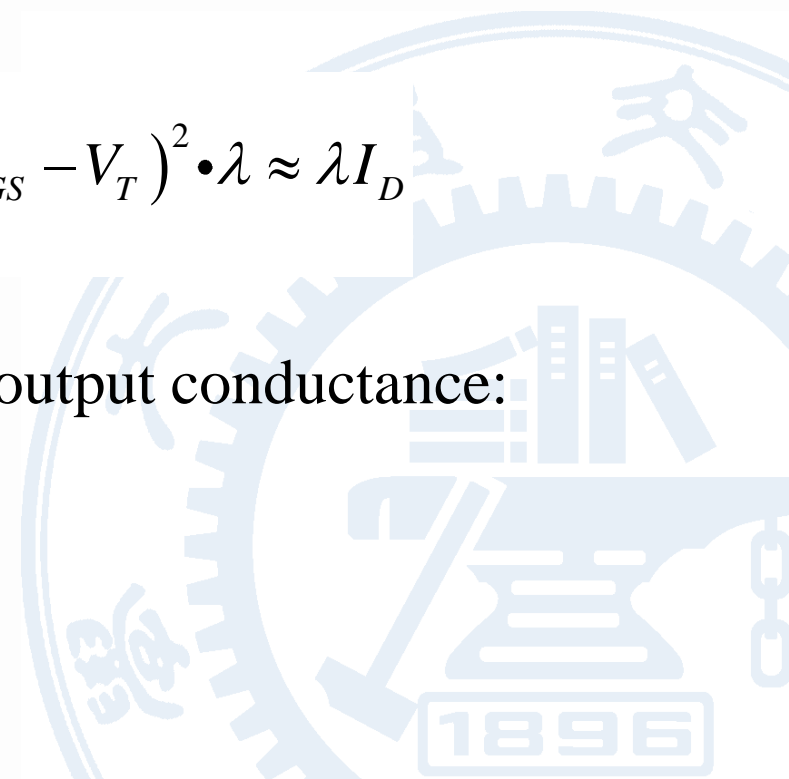 GS − V_T )² • λ ≈ λI_D
output conductance:
1896